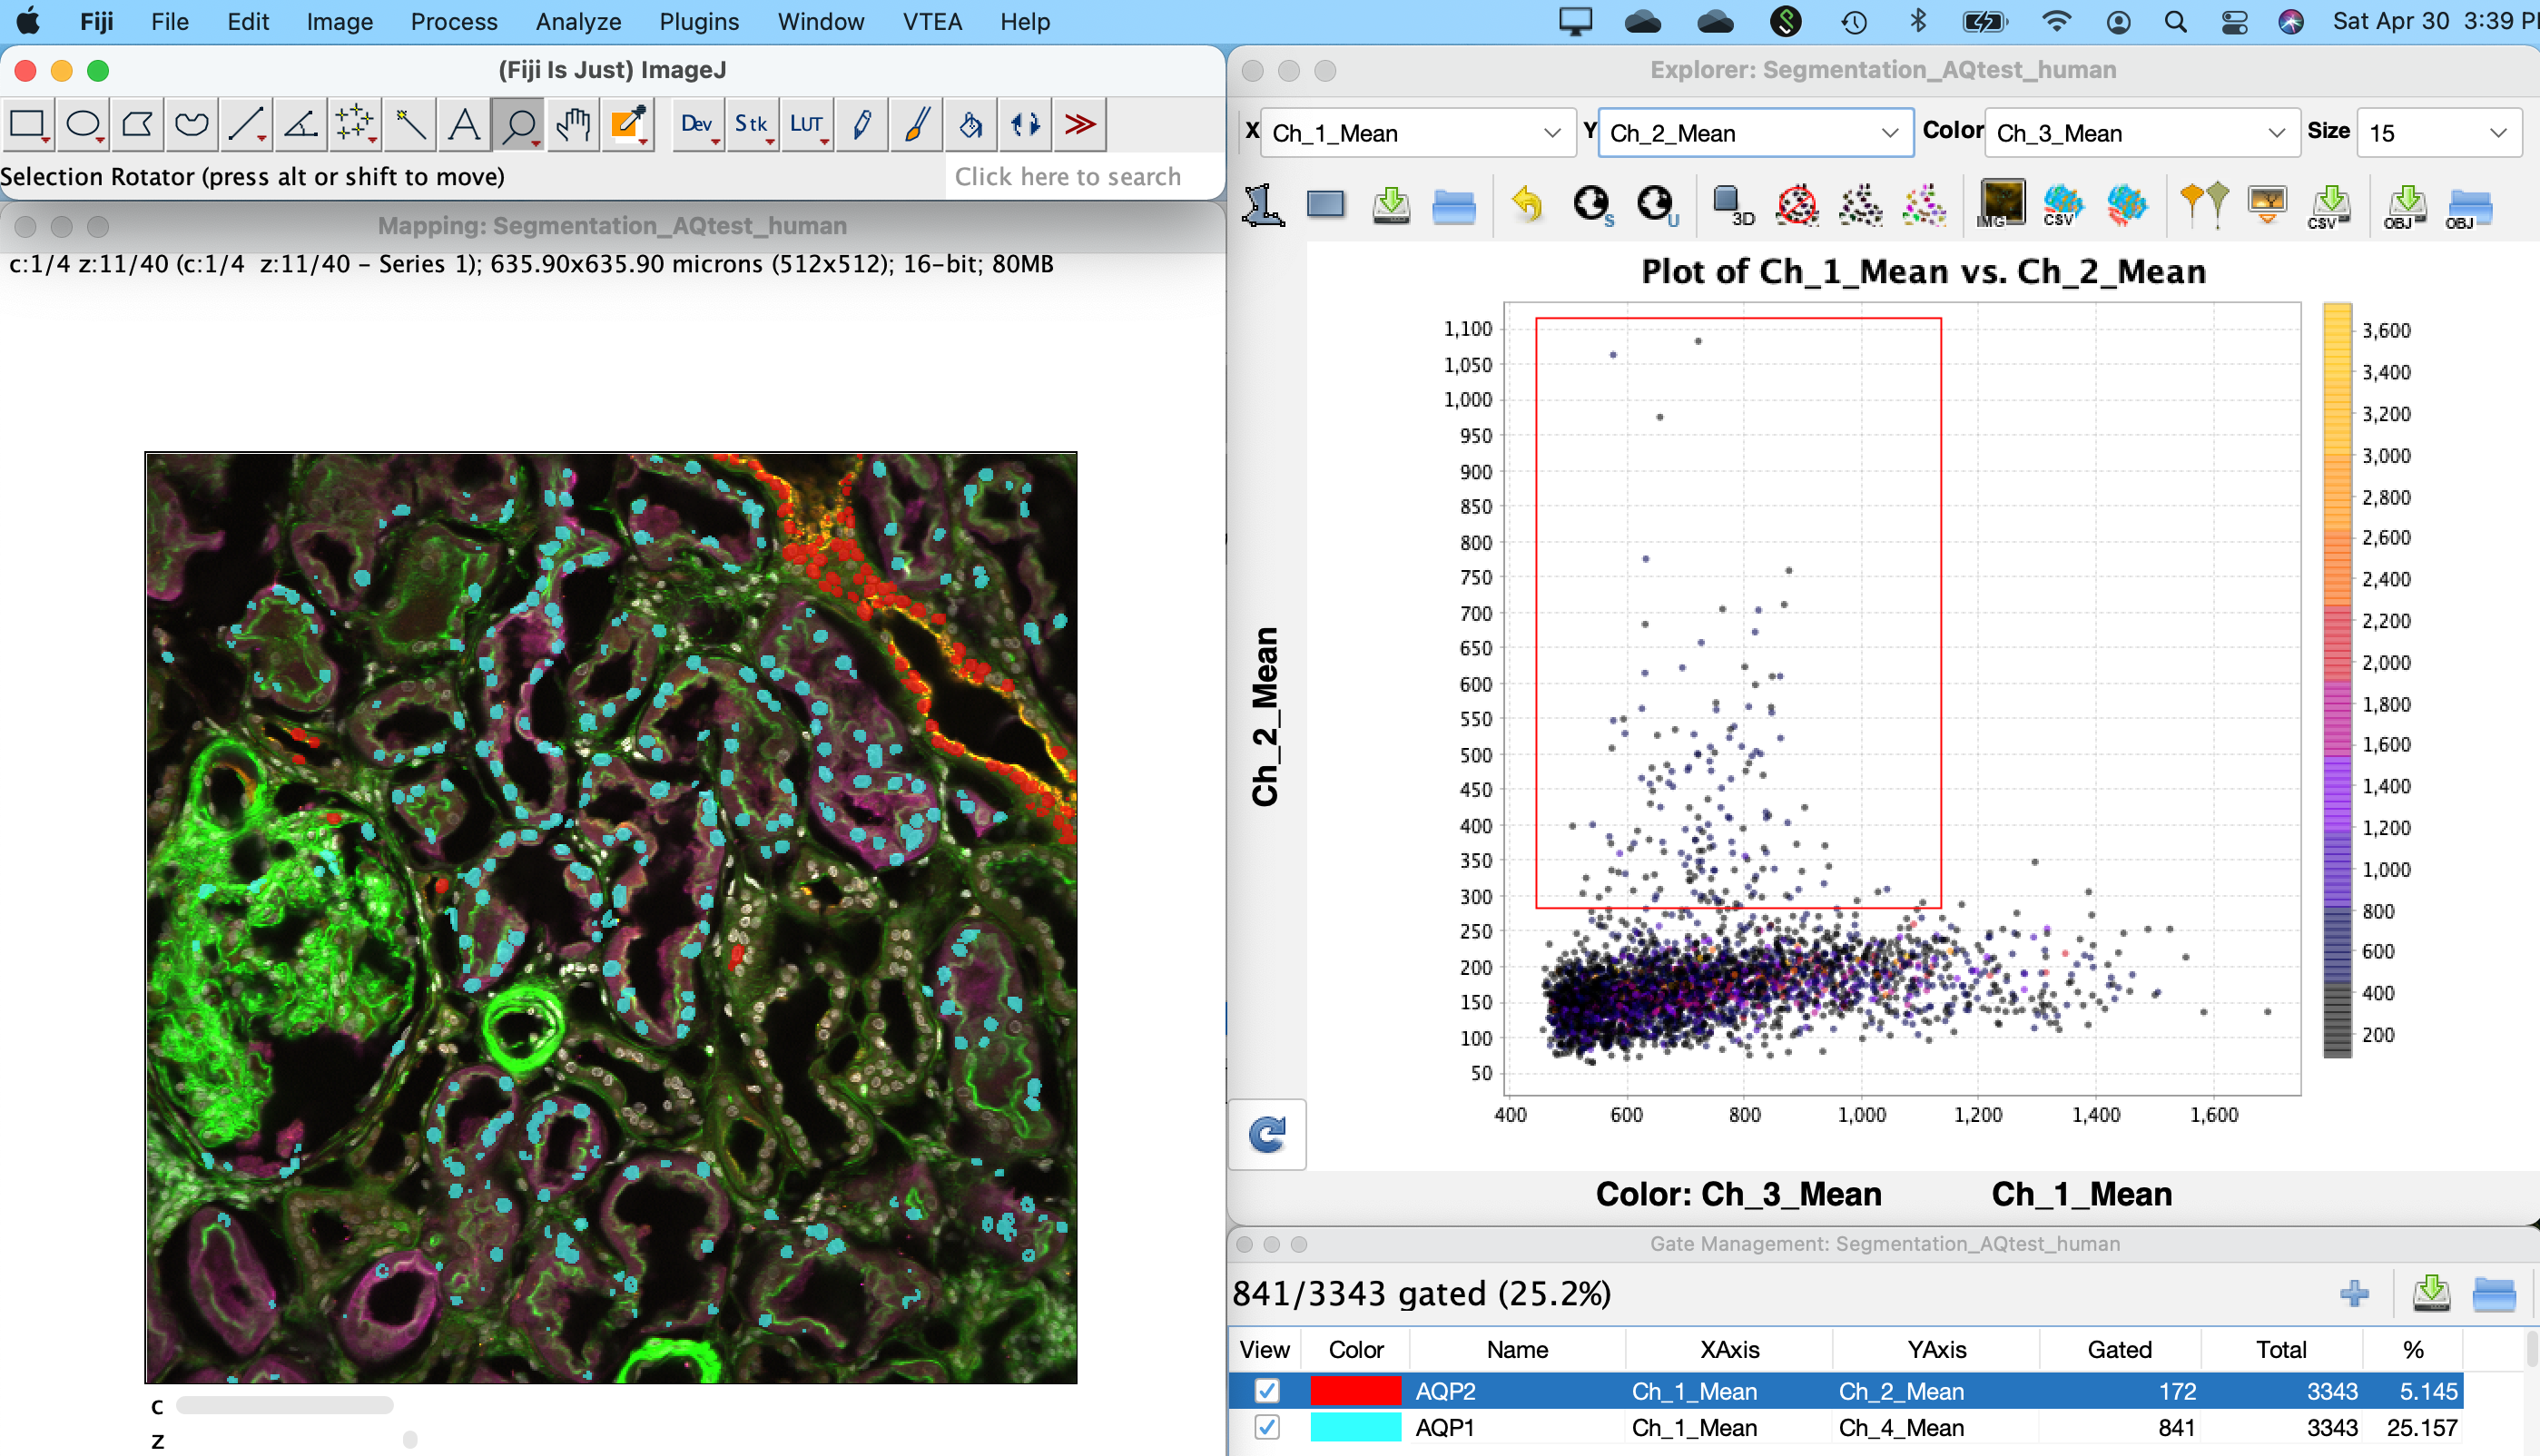 Fiji File Edit Image Process Analyze Plugins Window VTEA Help Sat Apr 30 3:39
(Fiji Is Just) ImageJ
Dev Stk LUT
Selection Rotator (press alt or shift to move) Click here to search
Mapping: Segmentation_AQtest_human
c:1/4 z:11/40 (c:1/4 z:11/40 - Series 1); 635.90x635.90 microns (512x512); 16-bit; 80MB
C
Z
Explorer: Segmentation_AQtest_human
X Ch_1_Mean Y Ch_2_Mean Color Ch_3_Mean Size 15
S U 3D IMG CSV CSV OBJ OBJ
Plot of Ch_1_Mean vs. Ch_2_Mean
Ch_2_Mean
1,100
1,050
1,000
950
900
850
800
750
700
650
600
550
500
450
400
350
300
250
200
150
100
50
400 600 800 1,000 1,200 1,400 1,600
3,600
3,400
3,200
3,000
2,800
2,600
2,400
2,200
2,000
1,800
1,600
1,400
1,200
1,000
800
600
400
200
Color: Ch_3_Mean Ch_1_Mean
Gate Management: Segmentation_AQtest_human
841/3343 gated (25.2%)
View Color Name XAxis YAxis Gated Total %
AQP2 Ch_1_Mean Ch_2_Mean 172 3343 5.145
AQP1 Ch_1_Mean Ch_4_Mean 841 3343 25.157